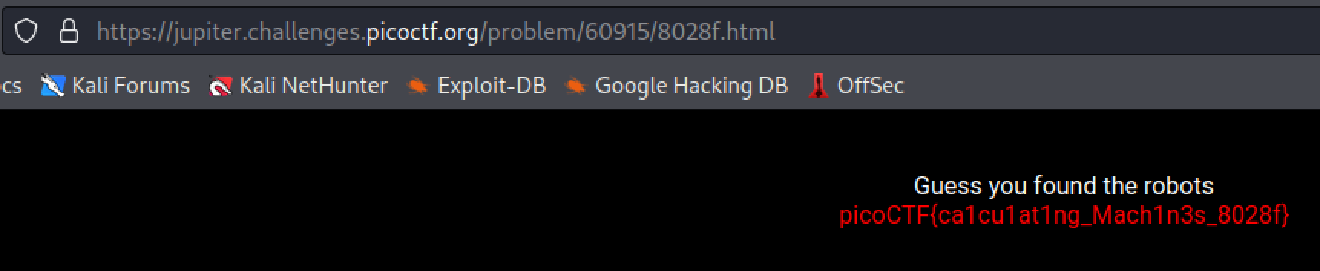 https://jupiter.challenges.picoctf.org/problem/60915/8028f.html
cs Kali Forums Kali NetHunter Exploit-DB Google Hacking DB OffSec
Guess you found the robots
picoCTF{ca1cu1at1ng_Mach1n3s_8028f}